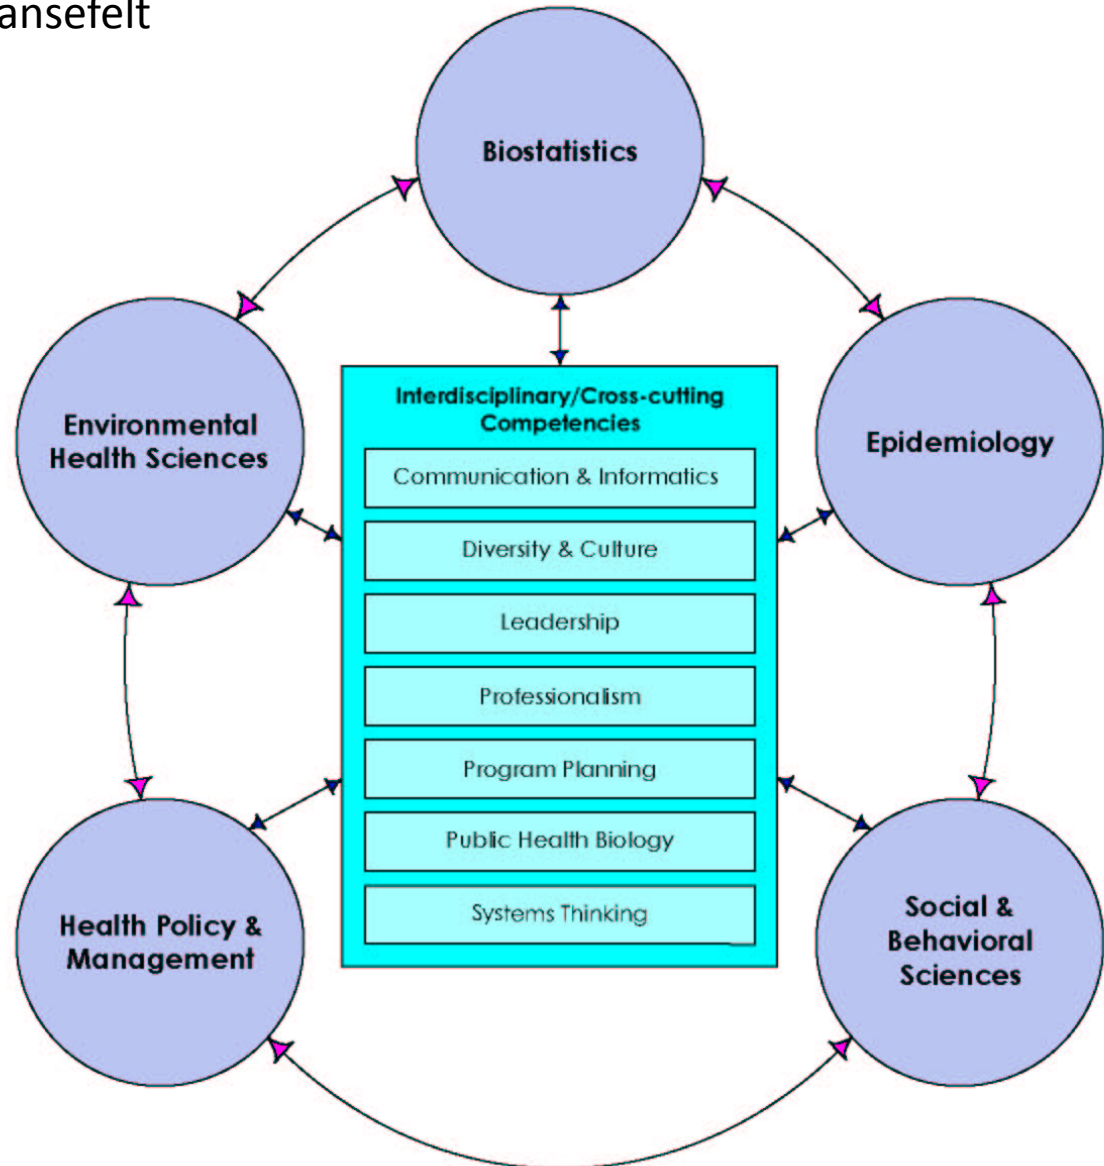 ansefelt
Biostatistics
Environmental
Health Sciences
Epidemiology
Interdisciplinary/Cross-cutting
Competencies
Communication & Informatics
Diversity & Culture
Leadership
Professionalism
Program Planning
Public Health Biology
Systems Thinking
Health Policy &
Management
Social &
Behavioral
Sciences